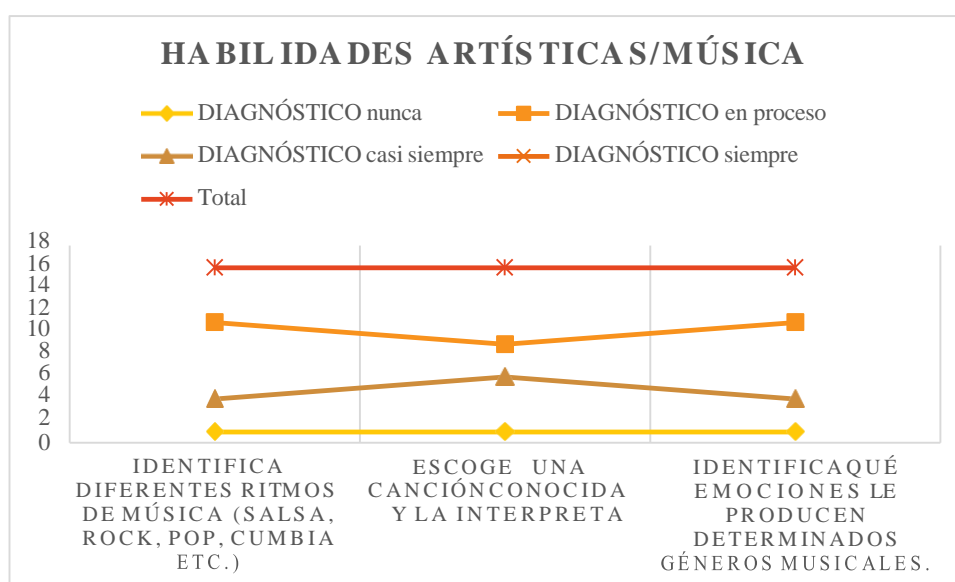 HABILIDADES ARTÍSTICAS/MÚSICA
DIAGNÓSTICO nunca
DIAGNÓSTICO en proceso
DIAGNÓSTICO casi siempre
DIAGNÓSTICO siempre
Total
18
16
14
12
10
8
6
4
2
0
IDENTIFICA
DIFERENTES RITMOS
DE MÚSICA (SALSA,
ROCK, POP, CUMBIA
ETC.)
ESCOGE UNA
CANCIÓN CONOCIDA
Y LA INTERPRETA
IDENTIFICA QUÉ
EMOCIONES LE
PRODUCEN
DETERMINADOS
GÉNEROS MUSICALES.